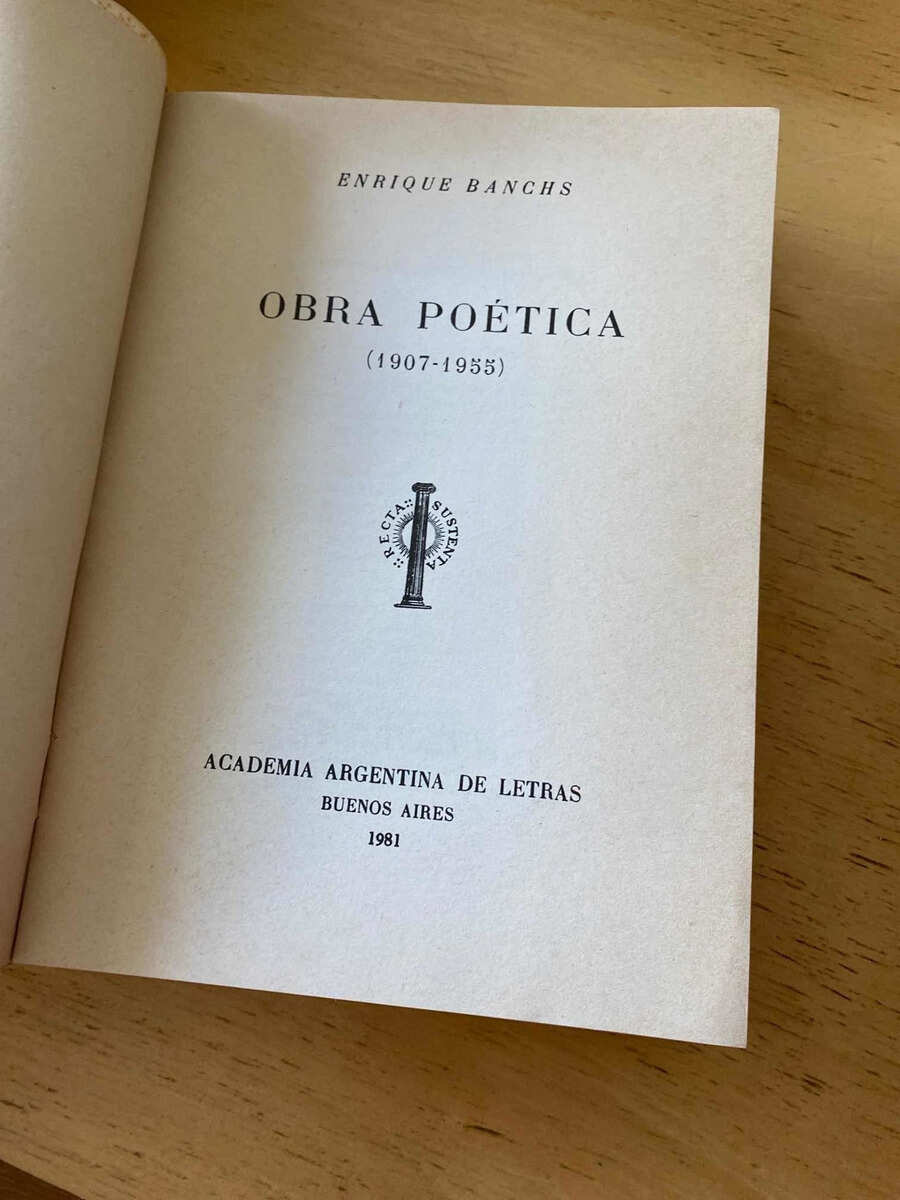 ENRIQUE BANCHS
OBRA POÉTICA
(1907-1955)
:: RECTA :: SUSTENTA
ACADEMIA ARGENTINA DE LETRAS
BUENOS AIRES
1981